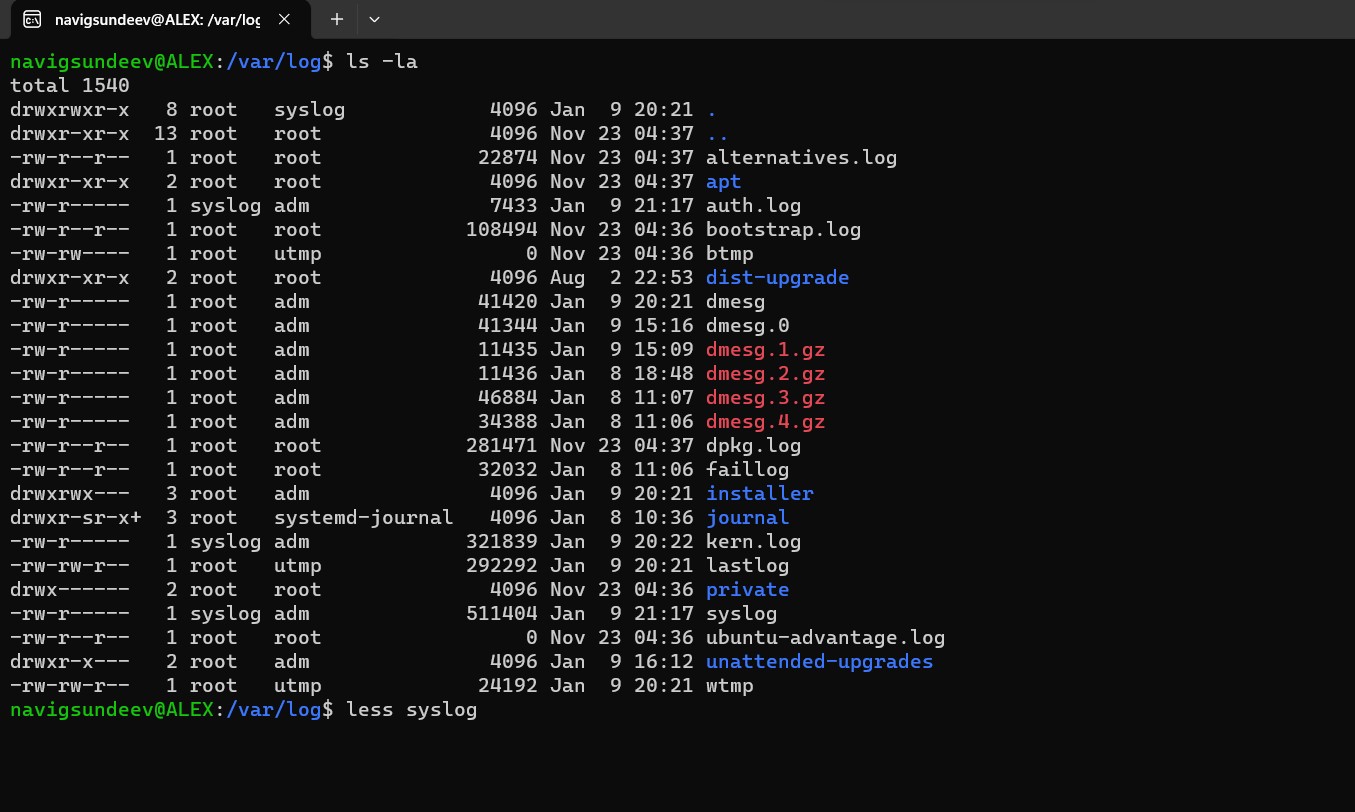 navigsundeev@ALEX: /var/log
navigsundeev@ALEX:/var/log$ ls -la
total 1540
drwxrwxr-x   8 root   syslog            4096 Jan  9 20:21 .
drwxr-xr-x  13 root   root              4096 Nov 23 04:37 ..
-rw-r--r--   1 root   root             22874 Nov 23 04:37 alternatives.log
drwxr-xr-x   2 root   root              4096 Nov 23 04:37 apt
-rw-r-----   1 syslog adm               7433 Jan  9 21:17 auth.log
-rw-r--r--   1 root   root            108494 Nov 23 04:36 bootstrap.log
-rw-rw----   1 root   utmp                 0 Nov 23 04:36 btmp
drwxr-xr-x   2 root   root              4096 Aug  2 22:53 dist-upgrade
-rw-r-----   1 root   adm              41420 Jan  9 20:21 dmesg
-rw-r-----   1 root   adm              41344 Jan  9 15:16 dmesg.0
-rw-r-----   1 root   adm              11435 Jan  9 15:09 dmesg.1.gz
-rw-r-----   1 root   adm              11436 Jan  8 18:48 dmesg.2.gz
-rw-r-----   1 root   adm              46884 Jan  8 11:07 dmesg.3.gz
-rw-r-----   1 root   adm              34388 Jan  8 11:06 dmesg.4.gz
-rw-r--r--   1 root   root            281471 Nov 23 04:37 dpkg.log
-rw-r--r--   1 root   root             32032 Jan  8 11:06 faillog
drwxrwx---   3 root   adm               4096 Jan  9 20:21 installer
drwxr-sr-x+  3 root   systemd-journal   4096 Jan  8 10:36 journal
-rw-r-----   1 syslog adm             321839 Jan  9 20:22 kern.log
-rw-rw-r--   1 root   utmp            292292 Jan  9 20:21 lastlog
drwx------   2 root   root              4096 Nov 23 04:36 private
-rw-r-----   1 syslog adm             511404 Jan  9 21:17 syslog
-rw-r--r--   1 root   root                 0 Nov 23 04:36 ubuntu-advantage.log
drwxr-x---   2 root   adm               4096 Jan  9 16:12 unattended-upgrades
-rw-rw-r--   1 root   utmp             24192 Jan  9 20:21 wtmp
navigsundeev@ALEX:/var/log$ less syslog